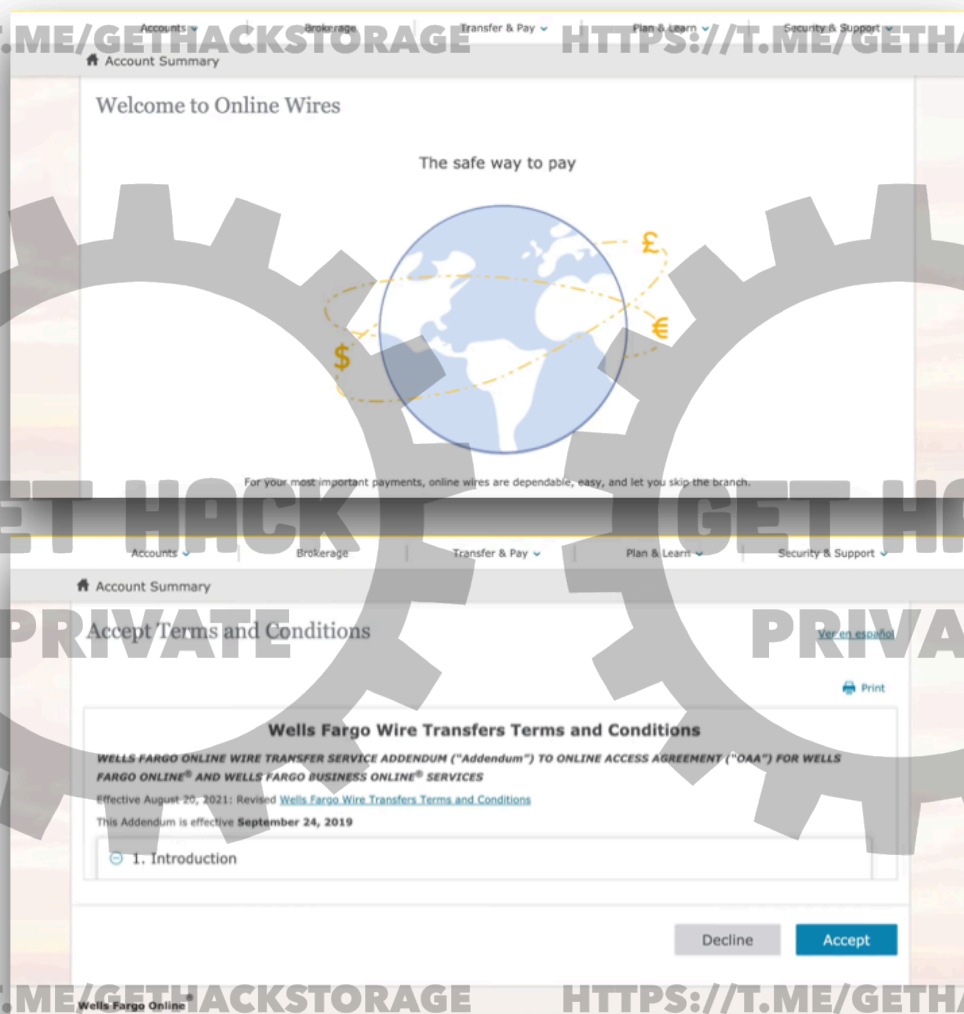 T.ME/GETHACKSTORAGE HTTPS://T.ME/GETHA
Accounts Brokerage Transfer & Pay Plan & Learn Security & Support
Account Summary
Welcome to Online Wires
The safe way to pay
£
€
$
For your most important payments, online wires are dependable, easy, and let you skip the branch.
ET HACK GET H
Accounts Brokerage Transfer & Pay Plan & Learn Security & Support
Account Summary
PRIVATE PRIVA
Accept Terms and Conditions
Ver en español
Print
Wells Fargo Wire Transfers Terms and Conditions
WELLS FARGO ONLINE WIRE TRANSFER SERVICE ADDENDUM ("Addendum") TO ONLINE ACCESS AGREEMENT ("OAA") FOR WELLS
FARGO ONLINE® AND WELLS FARGO BUSINESS ONLINE® SERVICES
Effective August 20, 2021: Revised Wells Fargo Wire Transfers Terms and Conditions
This Addendum is effective September 24, 2019
1. Introduction
Decline Accept
.ME/GETHACKSTORAGE HTTPS://T.ME/GETHA
Wells Fargo Online®